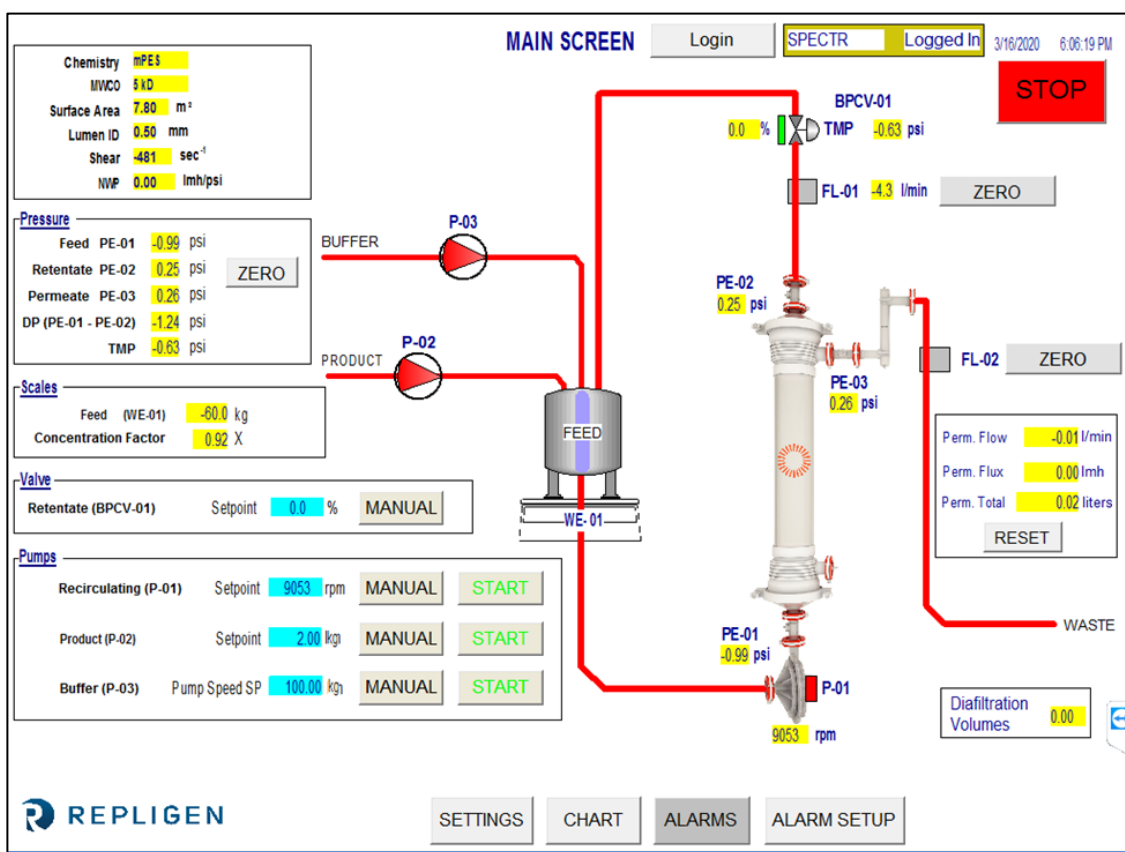 MAIN SCREEN
Login
SPECTR Logged In
3/16/2020 6:06:19 PM
STOP
Chemistry mPES
MWCO 5 kD
Surface Area 7.80 m²
Lumen ID 0.50 mm
Shear -481 sec⁻¹
NWP 0.00 lmh/psi
Pressure
Feed PE-01 -0.99 psi
Retentate PE-02 0.25 psi
Permeate PE-03 0.26 psi
DP (PE-01 - PE-02) -1.24 psi
TMP -0.63 psi
ZERO
Scales
Feed (WE-01) -60.0 kg
Concentration Factor 0.92 X
Valve
Retentate (BPCV-01) Setpoint 0.0 % MANUAL
Pumps
Recirculating (P-01) Setpoint 9053 rpm MANUAL START
Product (P-02) Setpoint 2.00 MANUAL START
Buffer (P-03) Pump Speed SP 100.00 MANUAL START
BUFFER
P-03
PRODUCT
P-02
FEED
WE-01
BPCV-01
0.0 % TMP -0.63 psi
FL-01 -4.3 l/min ZERO
PE-02
0.25 psi
PE-03
0.26 psi
FL-02 ZERO
Perm. Flow -0.01 l/min
Perm. Flux 0.00 lmh
Perm. Total 0.02 liters
RESET
WASTE
PE-01
-0.99 psi
P-01
9053 rpm
Diafiltration
Volumes 0.00
REPLIGEN
SETTINGS
CHART
ALARMS
ALARM SETUP